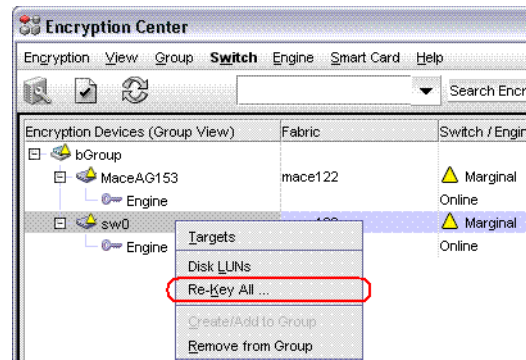 Encryption Center
Encryption View Group Switch Engine Smart Card Help
Search Encr
Encryption Devices (Group View) Fabric Switch / Engin
bGroup
MaceAG153 mace122 Marginal
Engine Online
sw0 Marginal
Engine Online
Targets
Disk LUNs
Re-Key All ...
Create/Add to Group
Remove from Group